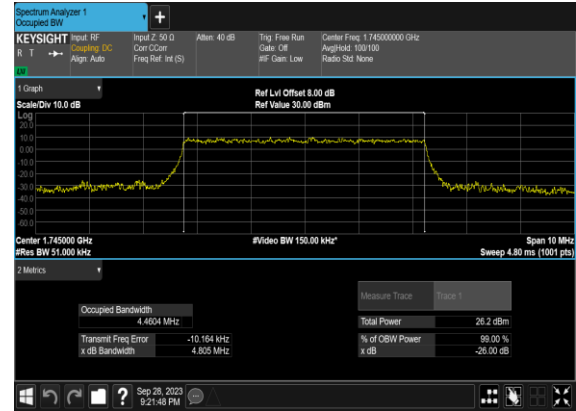 Spectrum Analyzer 1
Occupied BW
+
KEYSIGHT Input: RF Input Z: 50 Ω Atten: 40 dB Trig: Free Run Center Freq: 1.745000000 GHz
R T Coupling: DC Corr CCorr Gate: Off Avg|Hold: 100/100
Align: Auto Freq Ref: Int (S) #IF Gain: Low Radio Std: None
LV
1 Graph
Ref Lvl Offset 8.00 dB
Scale/Div 10.0 dB Ref Value 30.00 dBm
Log
20.0
10.0
0.00
-10.0
-20.0
-30.0
-40.0
-50.0
-60.0
Center 1.745000 GHz #Video BW 150.00 kHz* Span 10 MHz
#Res BW 51.000 kHz Sweep 4.80 ms (1001 pts)
2 Metrics
Measure Trace Trace 1
Occupied Bandwidth
4.4604 MHz
Total Power 26.2 dBm
Transmit Freq Error -10.164 kHz % of OBW Power 99.00 %
x dB Bandwidth 4.805 MHz x dB -26.00 dB
?
Sep 28, 2023
9:21:48 PM